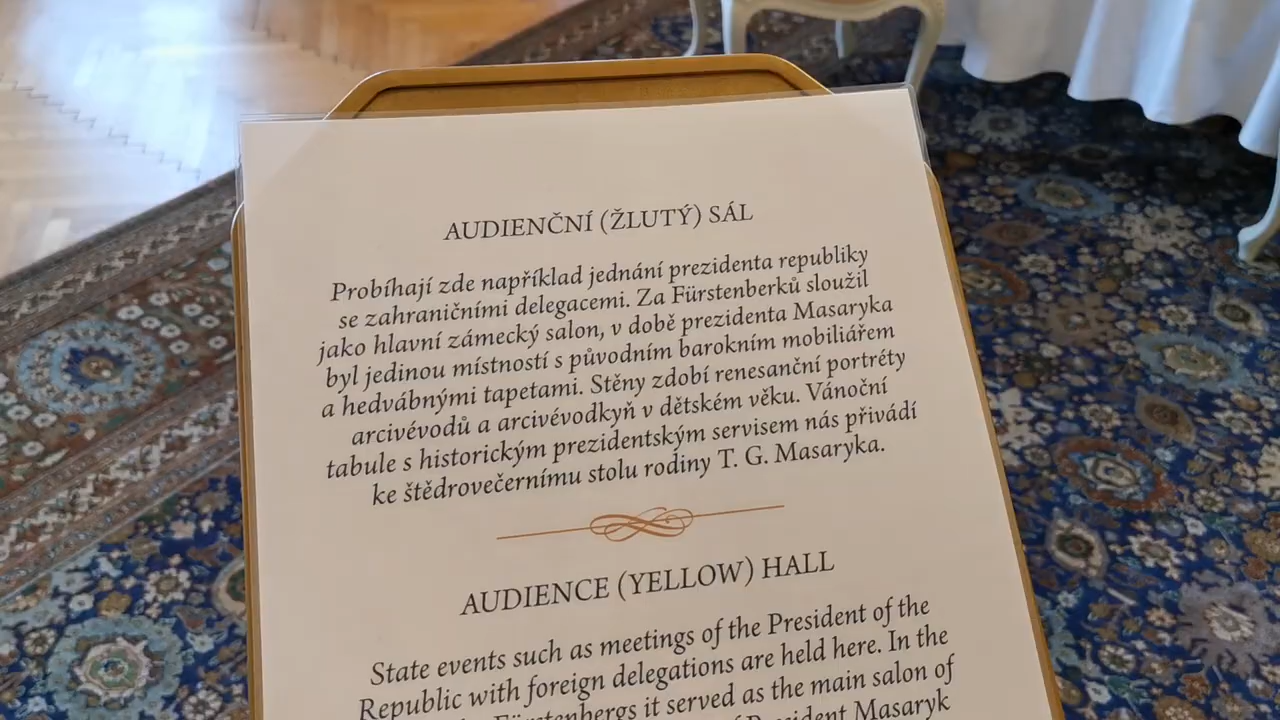 AUDIENČNÍ (ŽLUTÝ) SÁL
Probíhají zde například jednání prezidenta republiky
se zahraničními delegacemi. Za Fürstenberků sloužil
jako hlavní zámecký salon, v době prezidenta Masaryka
byl jedinou místností s původním barokním mobiliářem
a hedvábnými tapetami. Stěny zdobí renesanční portréty
arcivévodů a arcivévodkyň v dětském věku. Vánoční
tabule s historickým prezidentským servisem nás přivádí
ke štědrovečernímu stolu rodiny T. G. Masaryka.
AUDIENCE (YELLOW) HALL
State events such as meetings of the President of the
Republic with foreign delegations are held here. In the
Fürstenbergs it served as the main salon of
President Masaryk